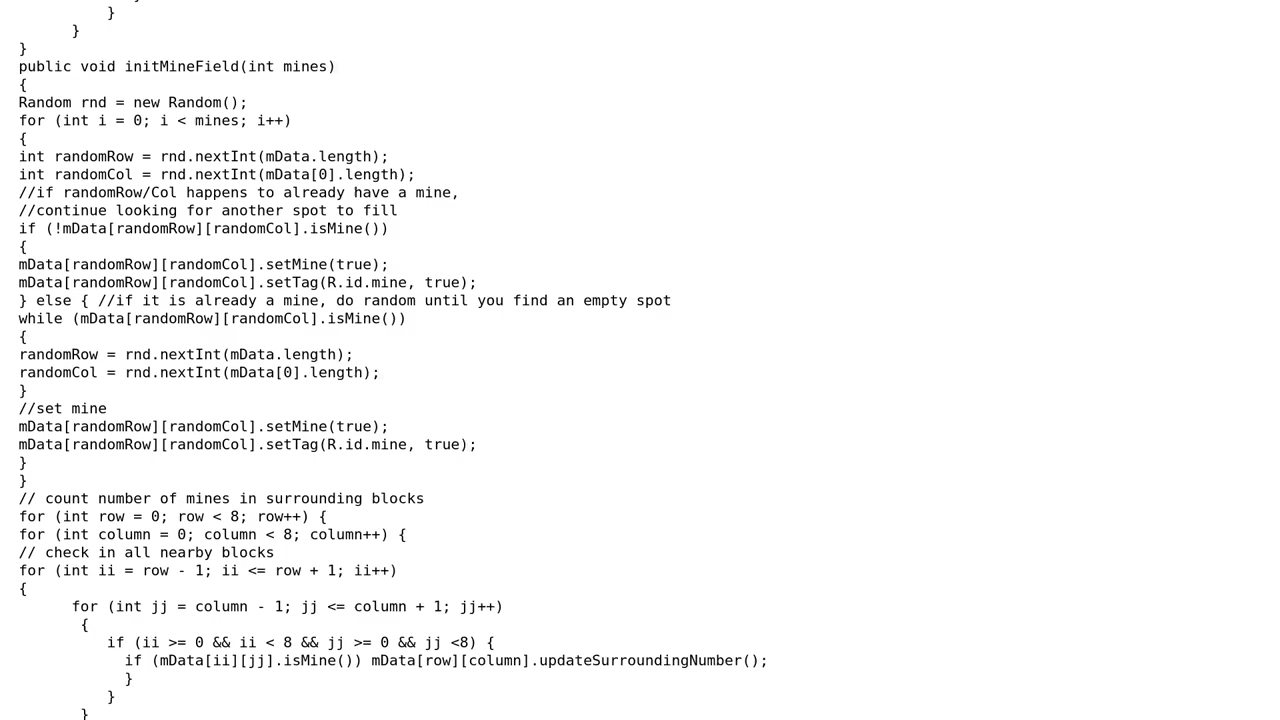 }
}
}
public void initMineField(int mines)
{
Random rnd = new Random();
for (int i = 0; i < mines; i++)
{
int randomRow = rnd.nextInt(mData.length);
int randomCol = rnd.nextInt(mData[0].length);
//if randomRow/Col happens to already have a mine,
//continue looking for another spot to fill
if (!mData[randomRow][randomCol].isMine())
{
mData[randomRow][randomCol].setMine(true);
mData[randomRow][randomCol].setTag(R.id.mine, true);
} else { //if it is already a mine, do random until you find an empty spot
while (mData[randomRow][randomCol].isMine())
{
randomRow = rnd.nextInt(mData.length);
randomCol = rnd.nextInt(mData[0].length);
}
//set mine
mData[randomRow][randomCol].setMine(true);
mData[randomRow][randomCol].setTag(R.id.mine, true);
}
}
// count number of mines in surrounding blocks
for (int row = 0; row < 8; row++) {
for (int column = 0; column < 8; column++) {
// check in all nearby blocks
for (int ii = row - 1; ii <= row + 1; ii++)
{
for (int jj = column - 1; jj <= column + 1; jj++)
{
if (ii >= 0 && ii < 8 && jj >= 0 && jj <8) {
if (mData[ii][jj].isMine()) mData[row][column].updateSurroundingNumber();
}
}
}